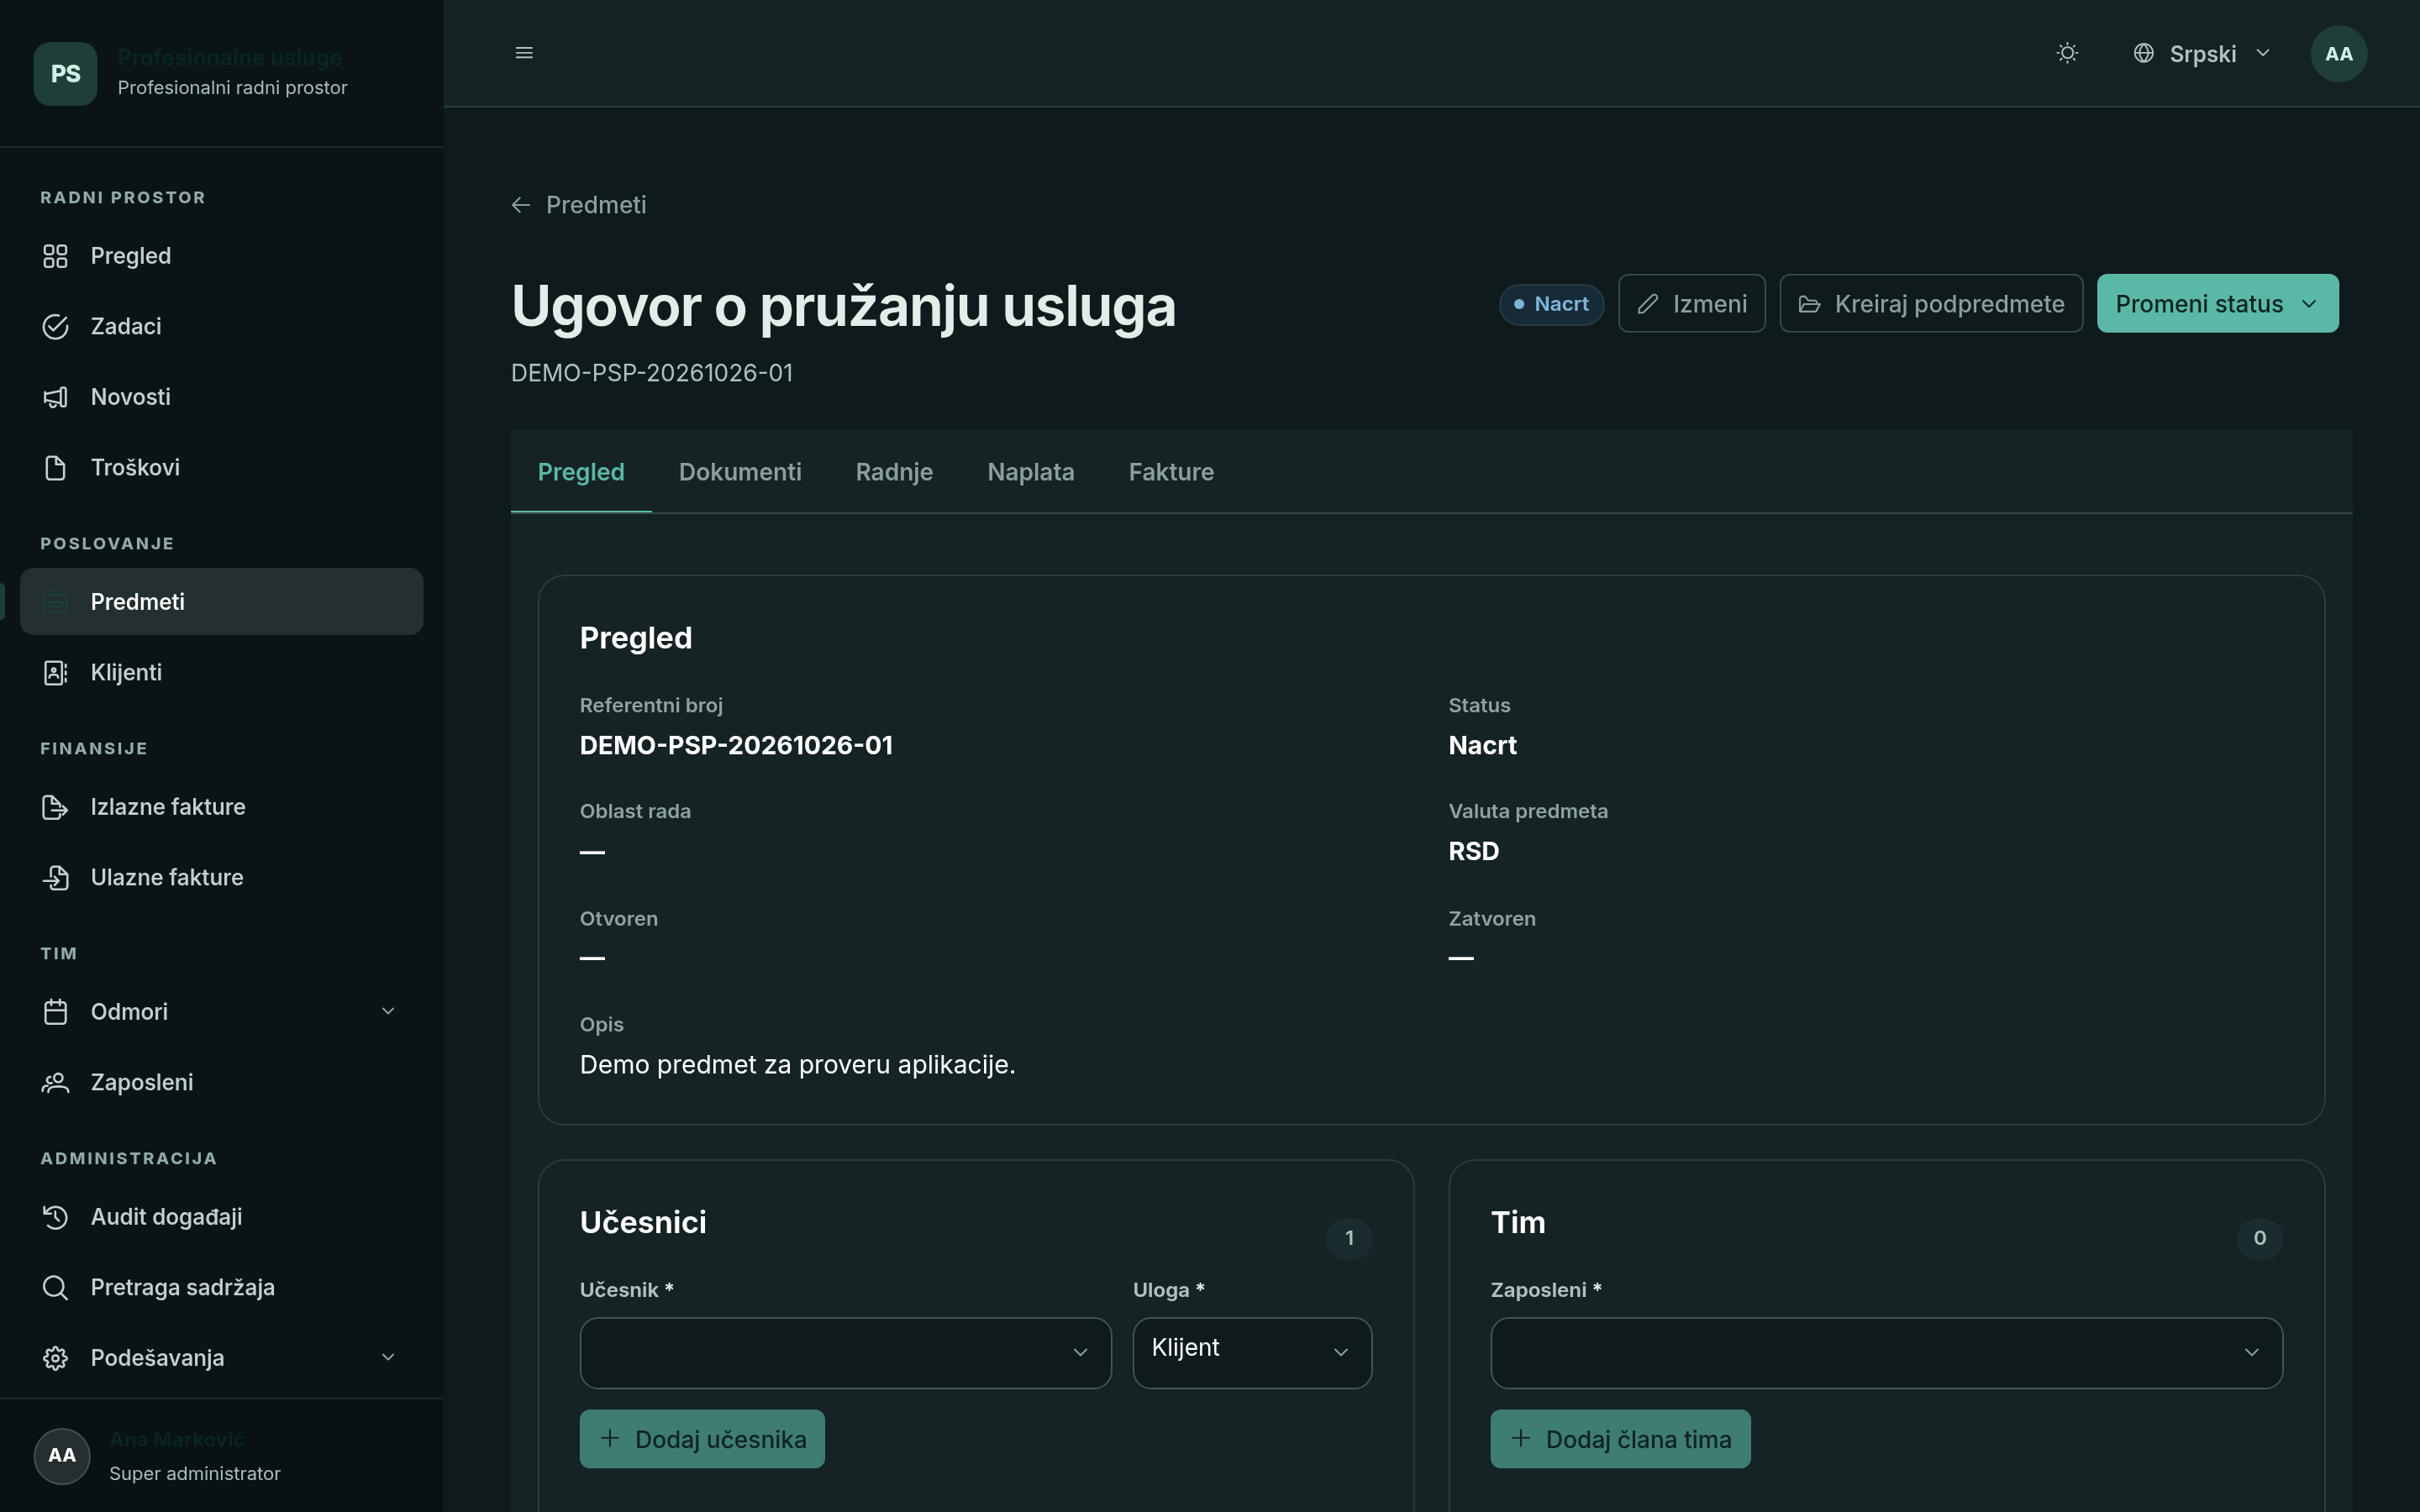 PS
Profesionalne usluge
Profesionalni radni prostor
RADNI PROSTOR
Pregled
Zadaci
Novosti
Troškovi
POSLOVANJE
Predmeti
Klijenti
FINANSIJE
Izlazne fakture
Ulazne fakture
TIM
Odmori
Zaposleni
ADMINISTRACIJA
Audit događaji
Pretraga sadržaja
Podešavanja
AA
Ana Marković
Super administrator
Srpski
AA
Predmeti
Ugovor o pružanju usluga
Nacrt
Izmeni
Kreiraj podpredmete
Promeni status
DEMO-PSP-20261026-01
Pregled Dokumenti Radnje Naplata Fakture
Pregled
Referentni broj
DEMO-PSP-20261026-01
Status
Nacrt
Oblast rada
—
Valuta predmeta
RSD
Otvoren
—
Zatvoren
—
Opis
Demo predmet za proveru aplikacije.
Učesnici
1
Učesnik *
Uloga *
Klijent
Dodaj učesnika
Tim
0
Zaposleni *
Dodaj člana tima